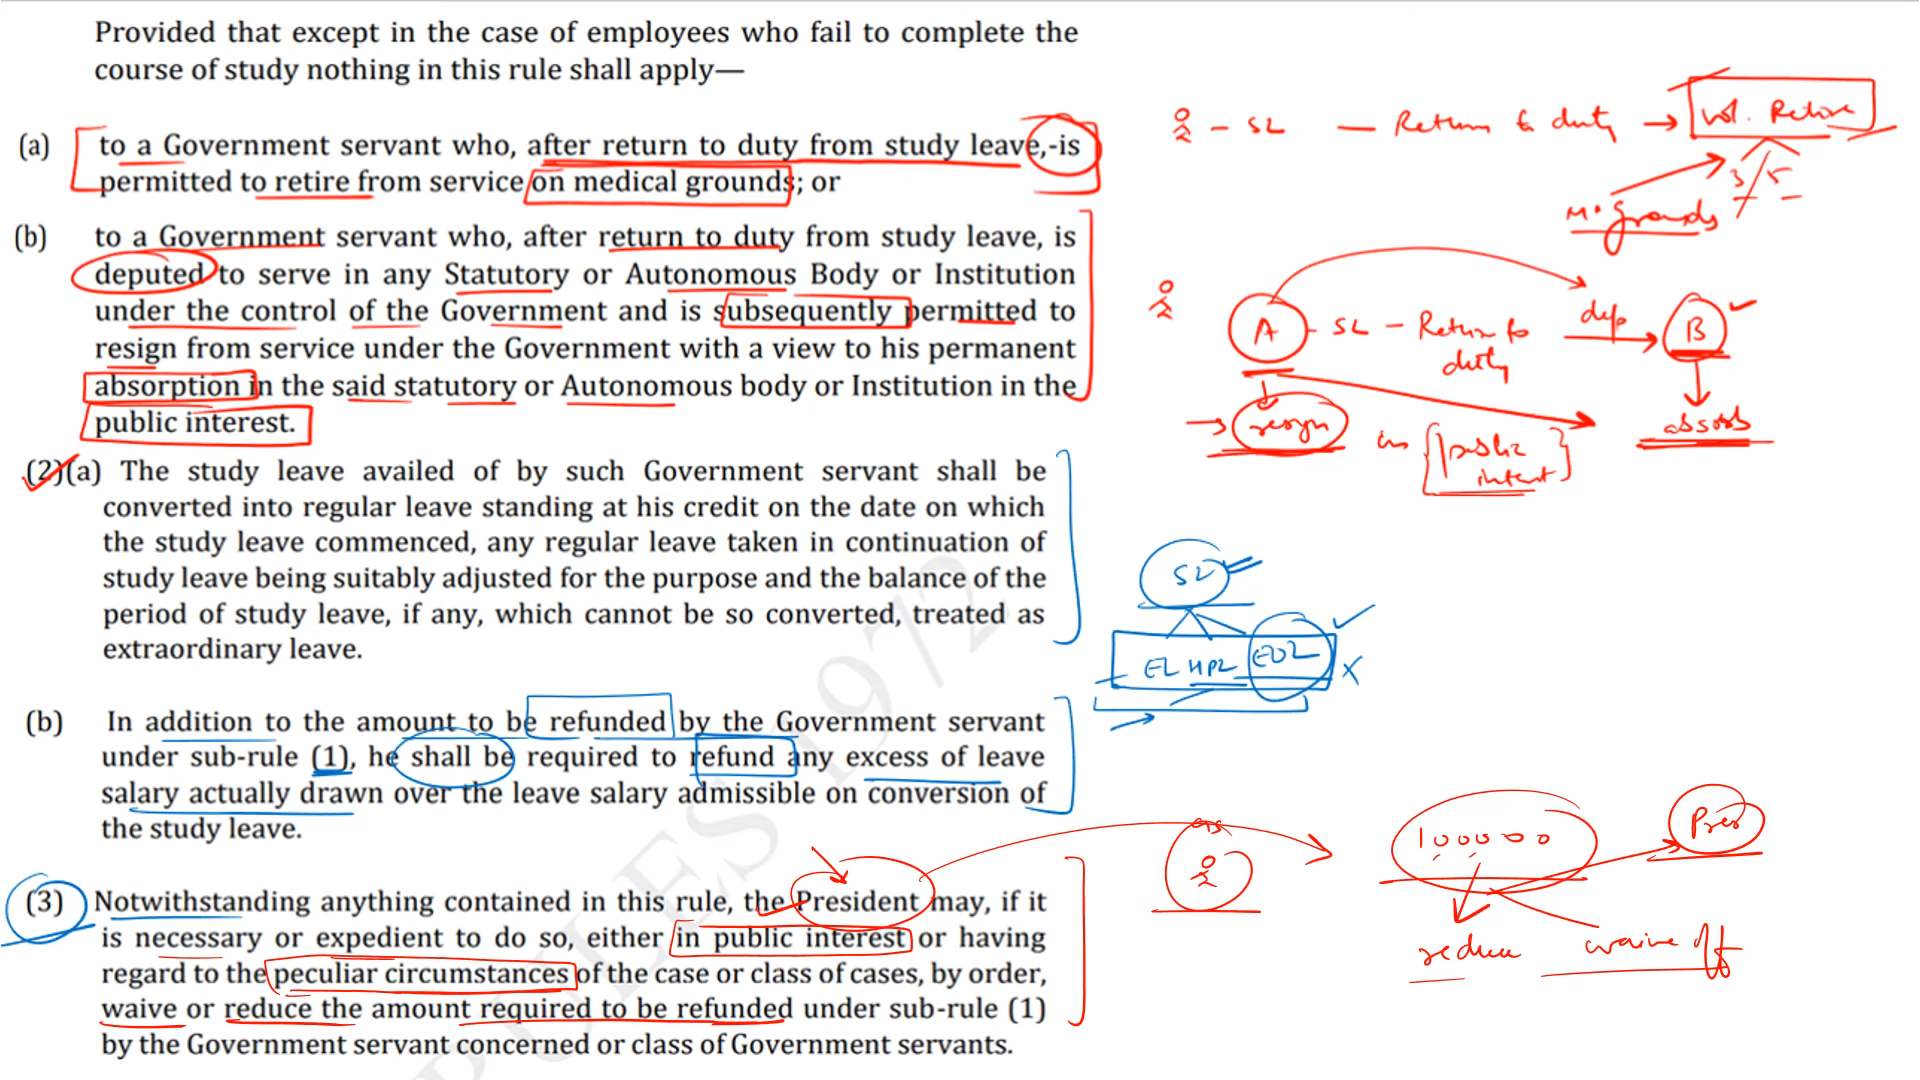 Provided that except in the case of employees who fail to complete the
course of study nothing in this rule shall apply—
(a) to a Government servant who, after return to duty from study leave,-is
permitted to retire from service on medical grounds; or
(b) to a Government servant who, after return to duty from study leave, is
deputed to serve in any Statutory or Autonomous Body or Institution
under the control of the Government and is subsequently permitted to
resign from service under the Government with a view to his permanent
absorption in the said statutory or Autonomous body or Institution in the
public interest.
(2)(a) The study leave availed of by such Government servant shall be
converted into regular leave standing at his credit on the date on which
the study leave commenced, any regular leave taken in continuation of
study leave being suitably adjusted for the purpose and the balance of the
period of study leave, if any, which cannot be so converted, treated as
extraordinary leave.
(b) In addition to the amount to be refunded by the Government servant
under sub-rule (1), he shall be required to refund any excess of leave
salary actually drawn over the leave salary admissible on conversion of
the study leave.
(3) Notwithstanding anything contained in this rule, the President may, if it
is necessary or expedient to do so, either in public interest or having
regard to the peculiar circumstances of the case or class of cases, by order,
waive or reduce the amount required to be refunded under sub-rule (1)
by the Government servant concerned or class of Government servants.
- SL — Return to duty → Vol. Retire
3/5
M. grounds
A - SL - Return to duty
dep
B
resign
in {public
interest}
absorb
SL
EL HPL EOL X
100000
Pres
reduce waive off
RULES 1972